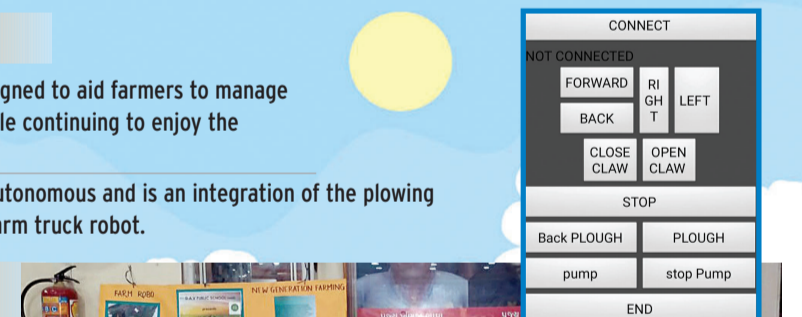 gned to aid farmers to manage
le continuing to enjoy the
utonomous and is an integration of the plowing
arm truck robot.
CONNECT
NOT CONNECTED
FORWARD
RI
GH
T
LEFT
BACK
CLOSE
CLAW
OPEN
CLAW
STOP
Back PLOUGH
PLOUGH
pump
stop Pump
END
FARM ROBO
NEW GENERATION FARMING